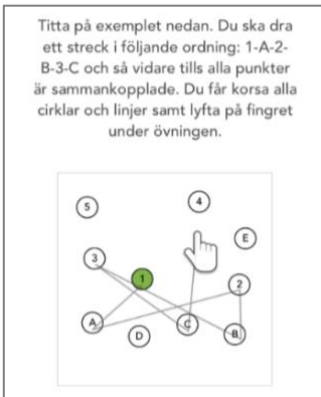 Titta på exemplet nedan. Du ska dra
ett streck i följande ordning: 1-A-2-
B-3-C och så vidare tills alla punkter
är sammankopplade. Du får korsa alla
cirklar och linjer samt lyfta på fingret
under övningen.
5
4
E
3
1
2
A
D
C
B